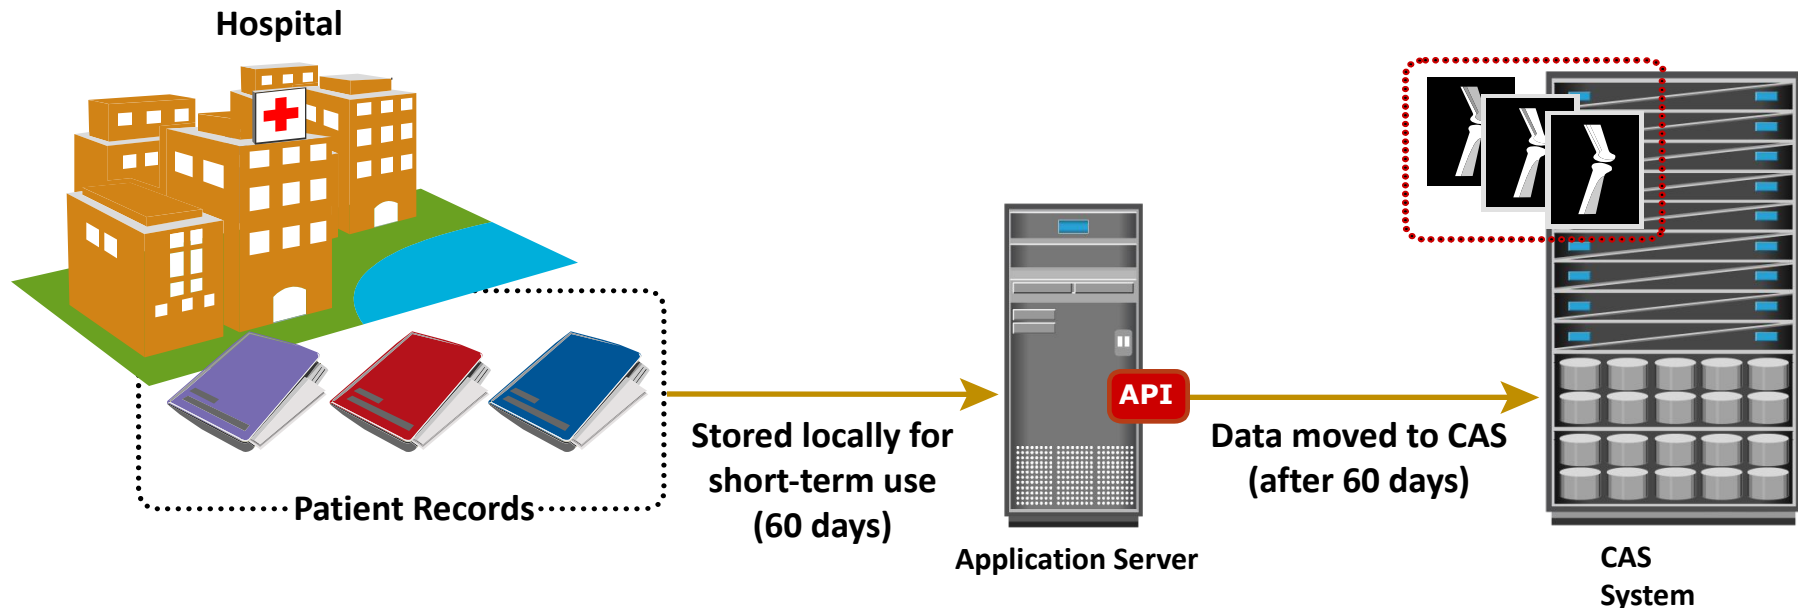 Hospital
Patient Records
Stored locally for
short-term use
(60 days)
Application Server
API
Data moved to CAS
(after 60 days)
CAS
System